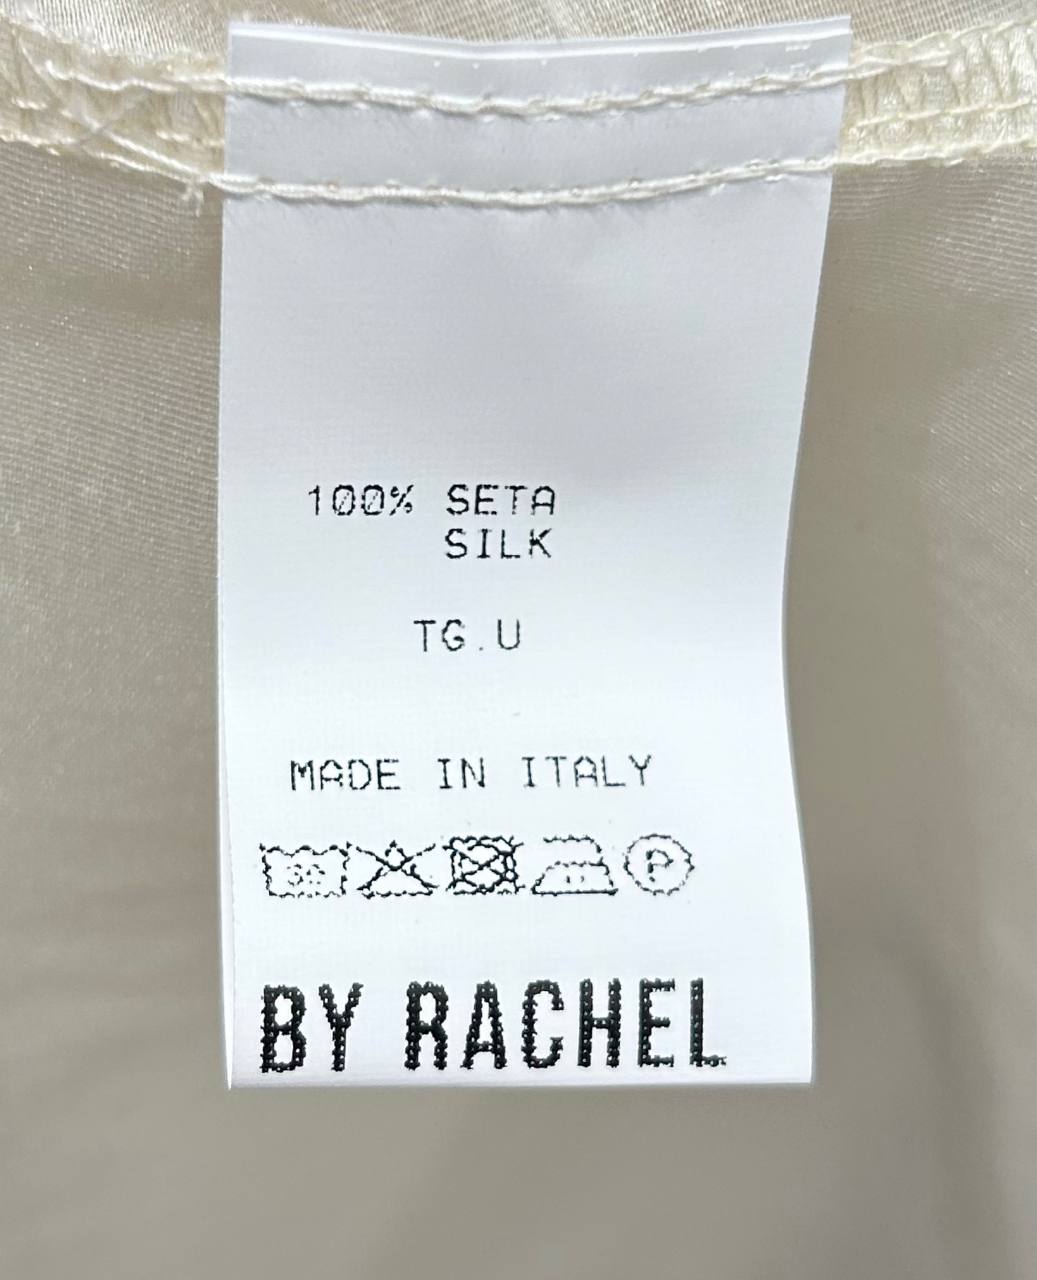 100% SETA
SILK
TG.U
MADE IN ITALY
P
BY RACHEL